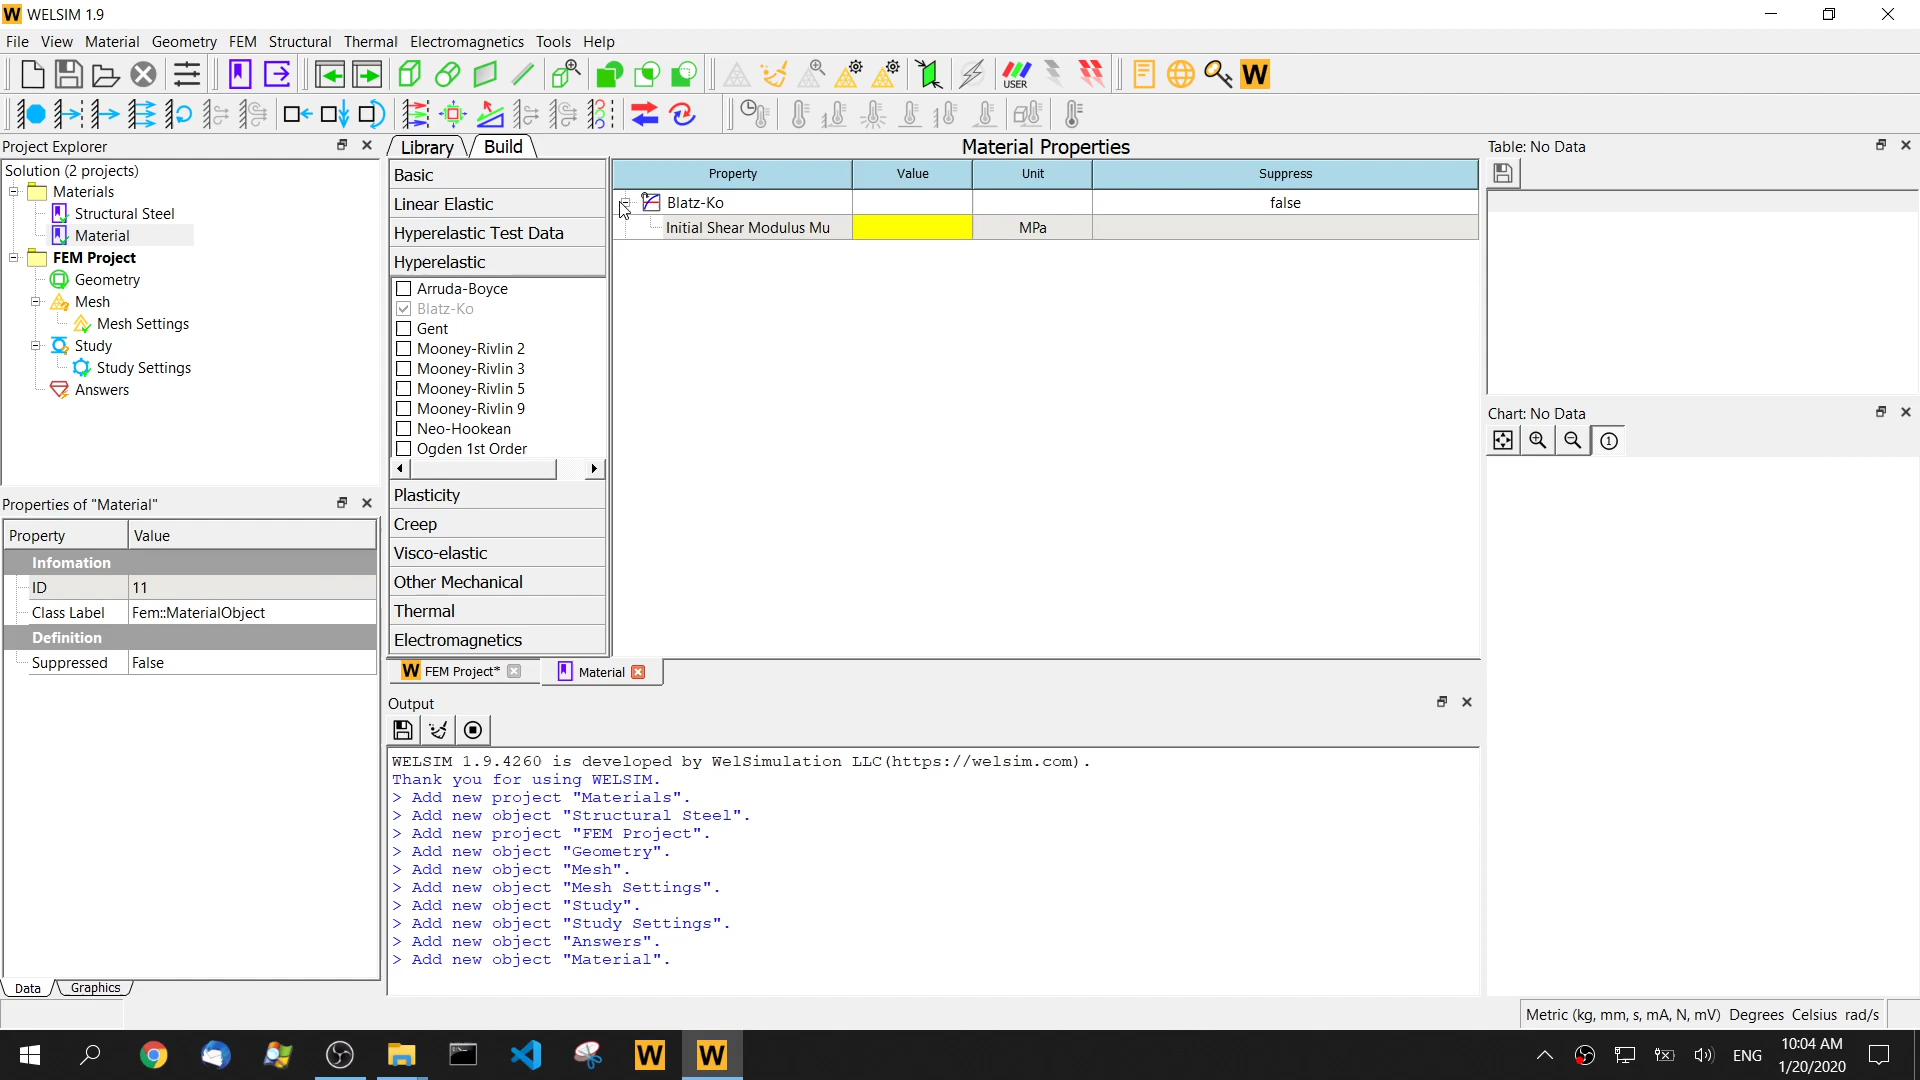 WELSIM 1.9
File View Material Geometry FEM Structural Thermal Electromagnetics Tools Help
USER
W
Project Explorer
Solution (2 projects)
Materials
Structural Steel
Material
FEM Project
Geometry
Mesh
Mesh Settings
Study
Study Settings
Answers
Properties of "Material"
Property Value
Infomation
ID 11
Class Label Fem::MaterialObject
Definition
Suppressed False
Data Graphics
Library Build
Basic
Linear Elastic
Hyperelastic Test Data
Hyperelastic
Arruda-Boyce
Blatz-Ko
Gent
Mooney-Rivlin 2
Mooney-Rivlin 3
Mooney-Rivlin 5
Mooney-Rivlin 9
Neo-Hookean
Ogden 1st Order
Plasticity
Creep
Visco-elastic
Other Mechanical
Thermal
Electromagnetics
Material Properties
Property Value Unit Suppress
Blatz-Ko false
Initial Shear Modulus Mu MPa
FEM Project* Material
Output
WELSIM 1.9.4260 is developed by WelSimulation LLC(https://welsim.com).
Thank you for using WELSIM.
> Add new project "Materials".
> Add new object "Structural Steel".
> Add new project "FEM Project".
> Add new object "Geometry".
> Add new object "Mesh".
> Add new object "Mesh Settings".
> Add new object "Study".
> Add new object "Study Settings".
> Add new object "Answers".
> Add new object "Material".
Table: No Data
Chart: No Data
Metric (kg, mm, s, mA, N, mV) Degrees Celsius rad/s
ENG
10:04 AM
1/20/2020